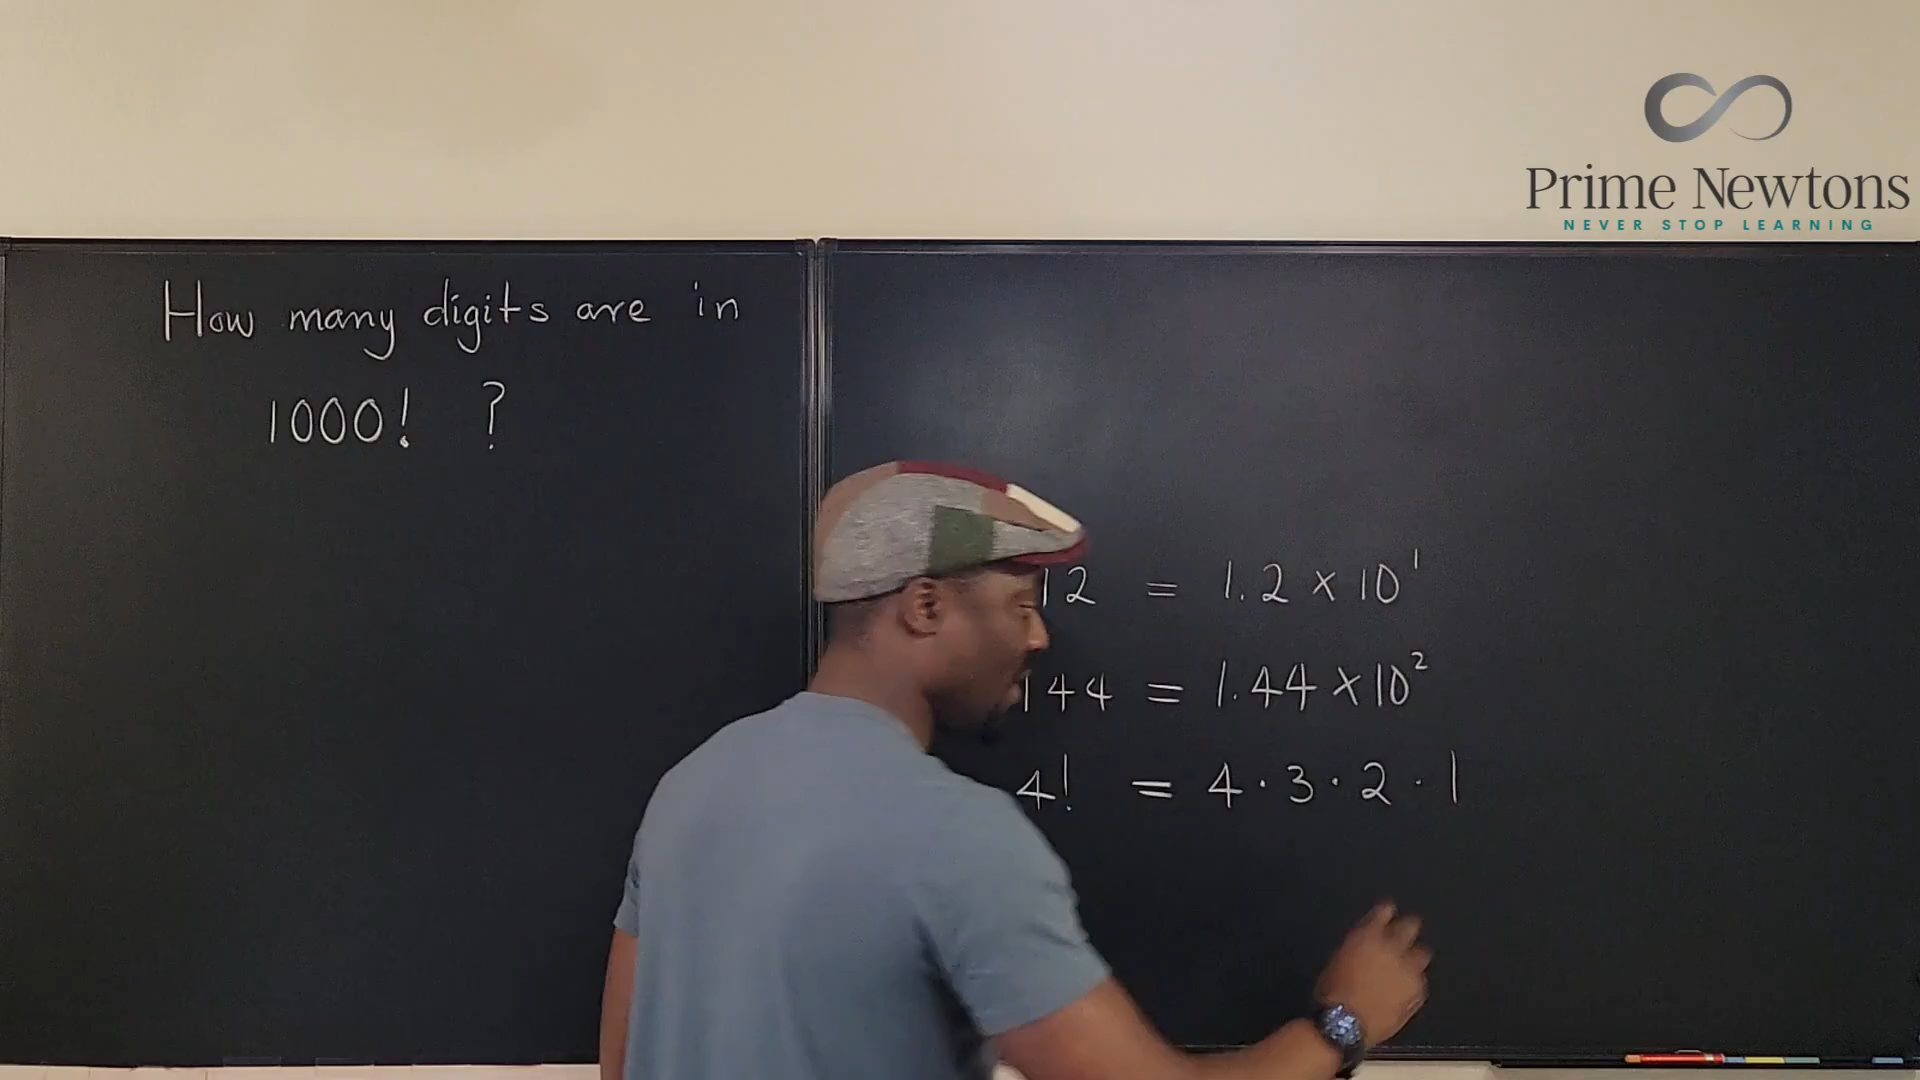 Prime Newtons
NEVER STOP LEARNING
How many digits are in
1000! ?
12 = 1.2 × 10¹
144 = 1.44 × 10²
4! = 4 · 3 · 2 · 1